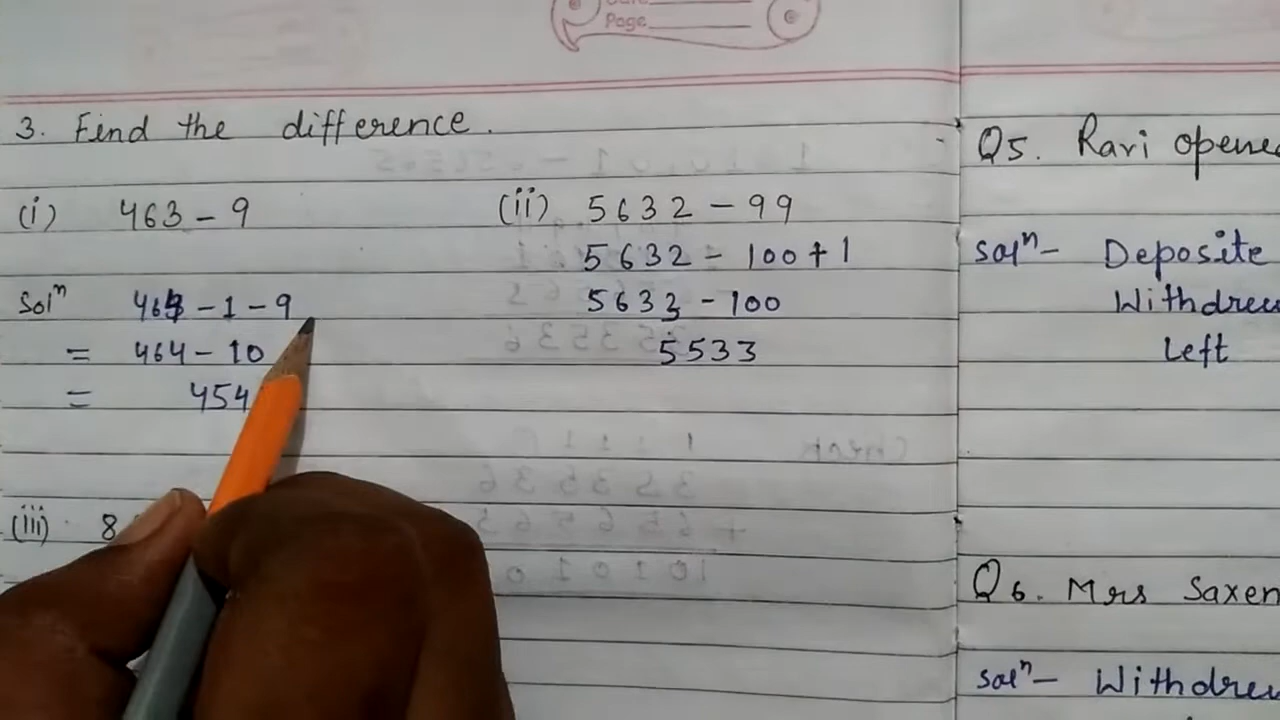 Page
3. Find the difference.
(i) 463 - 9
Solⁿ 464 - 1 - 9
= 464 - 10
= 454
(ii) 5632 - 99
5632 - 100 + 1
5633 - 100
5533
(iii) 8
Q5. Ravi opened
Solⁿ - Deposite
Withdrew
Left
Q6. Mrs Saxen
Solⁿ - Withdrew